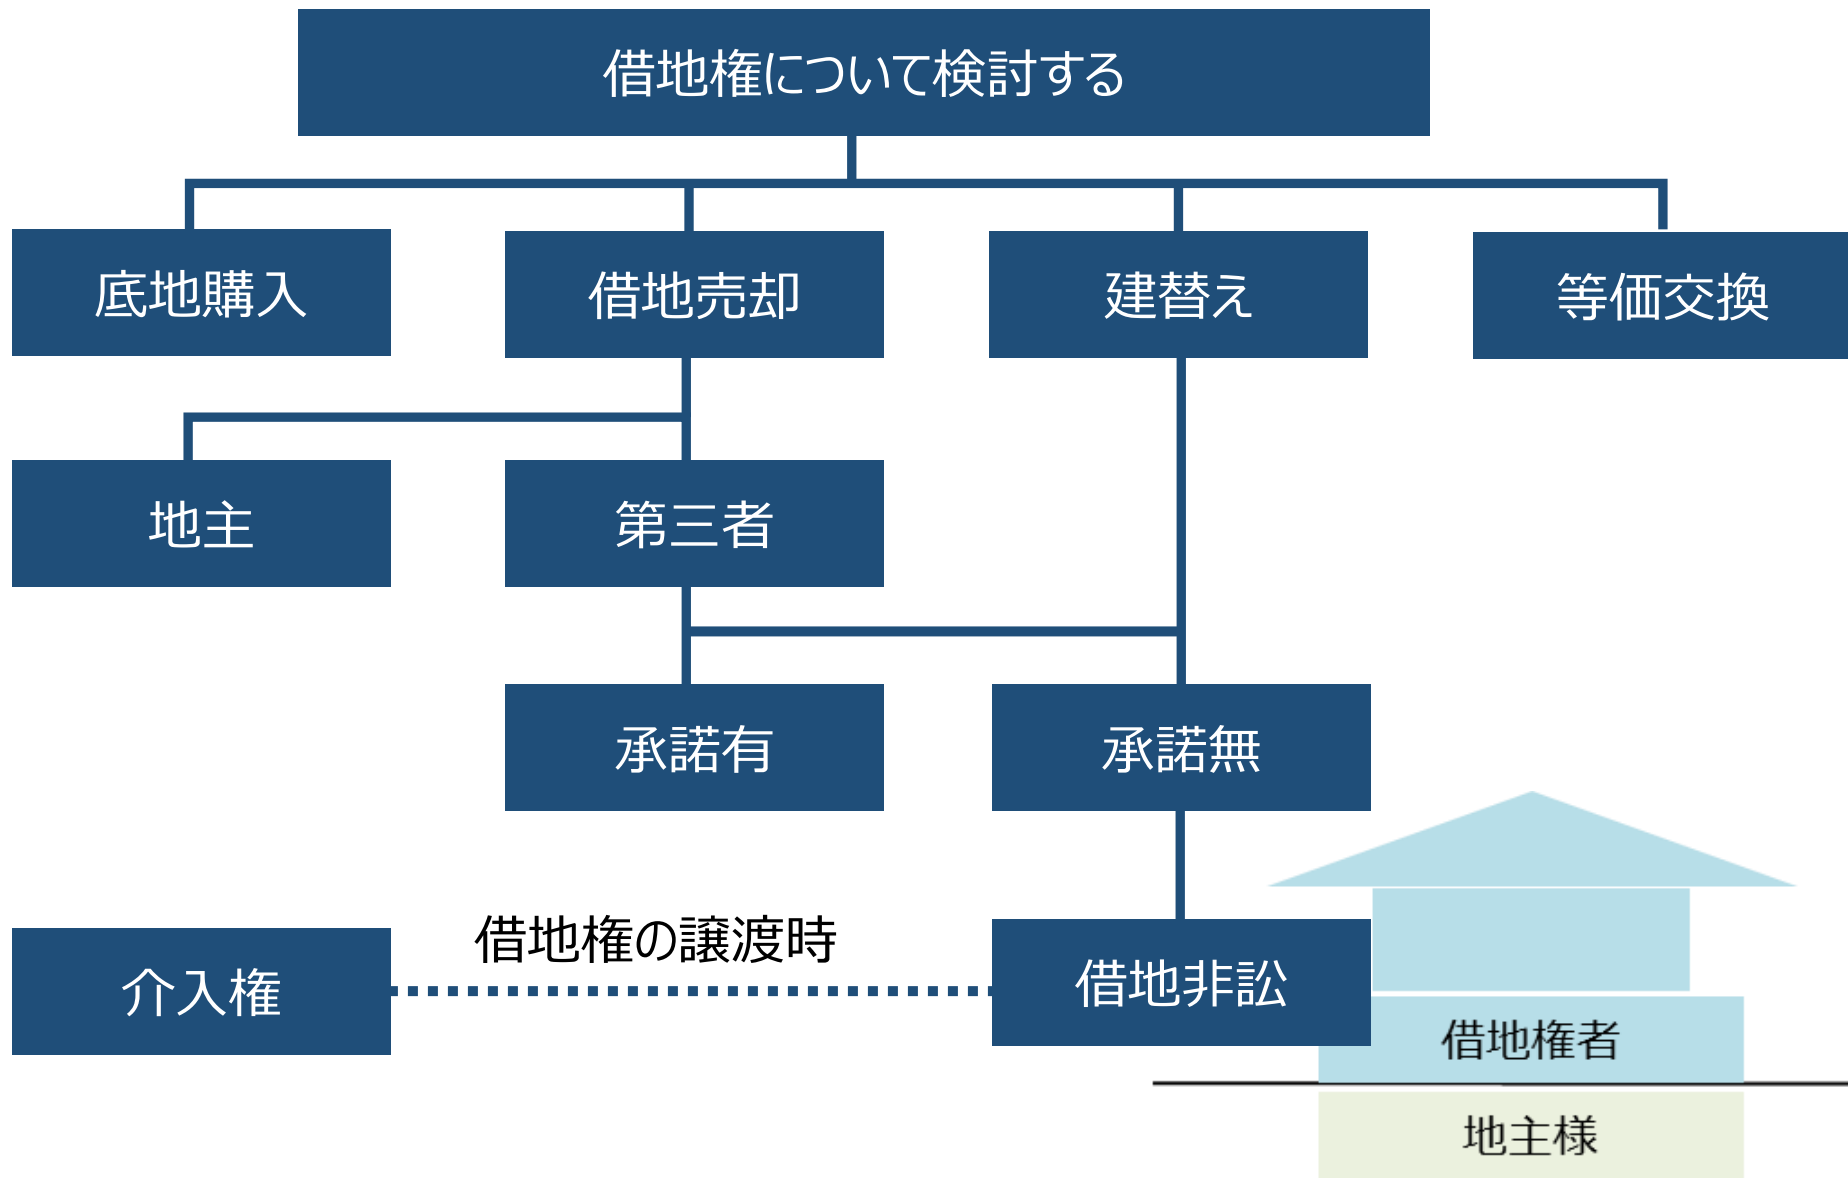 借地権について検討する
底地購入
借地売却
建替え
等価交換
地主
第三者
承諾有
承諾無
借地権の譲渡時
介入権
借地非訟
借地権者
地主様